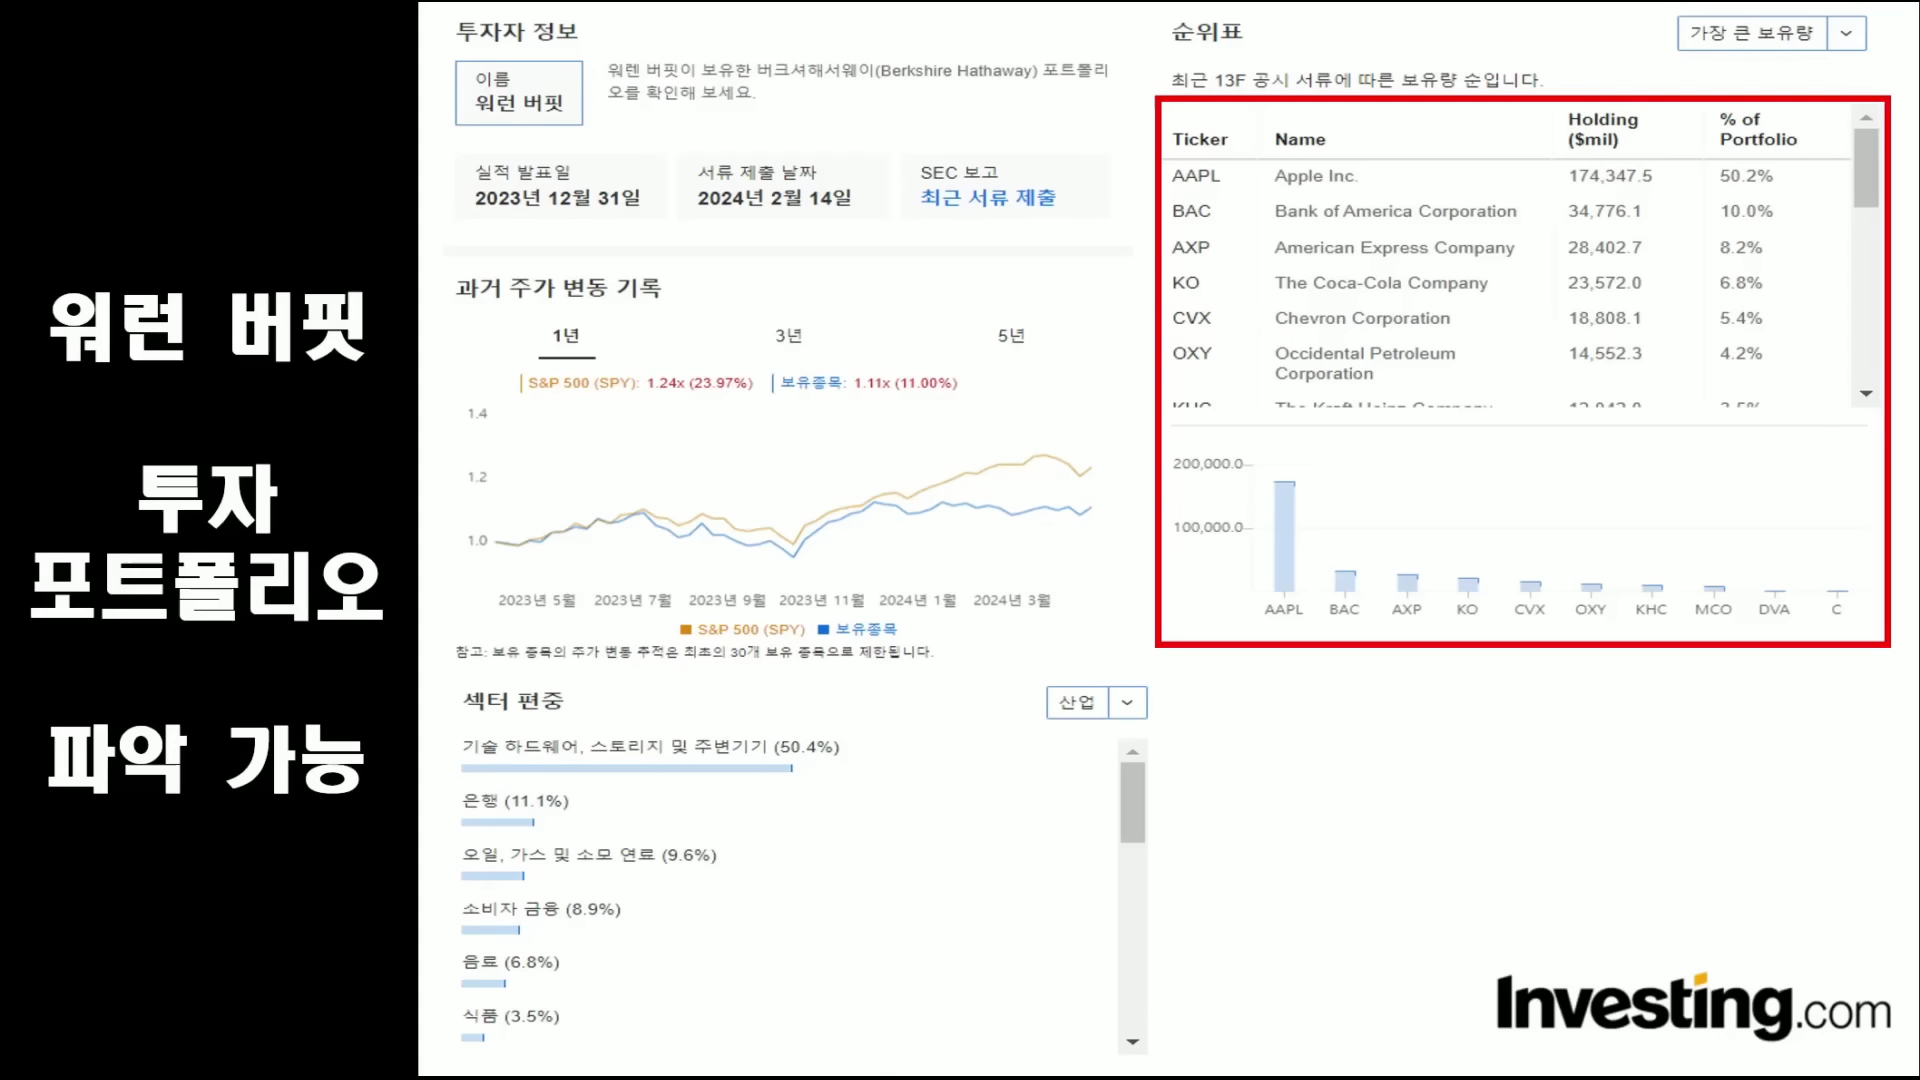 워런 버핏
투자
포트폴리오
파악 가능
투자자 정보
이름
워런 버핏
워렌 버핏이 보유한 버크셔해서웨이(Berkshire Hathaway) 포트폴리
오를 확인해 보세요.
실적 발표일
2023년 12월 31일
서류 제출 날짜
2024년 2월 14일
SEC 보고
최근 서류 제출
과거 주가 변동 기록
1년 3년 5년
S&P 500 (SPY): 1.24x (23.97%) 보유종목: 1.11x (11.00%)
1.4
1.2
1.0
2023년 5월 2023년 7월 2023년 9월 2023년 11월 2024년 1월 2024년 3월
S&P 500 (SPY) 보유종목
참고: 보유 종목의 주가 변동 추적은 최초의 30개 보유 종목으로 제한됩니다.
섹터 편중
산업
기술 하드웨어, 스토리지 및 주변기기 (50.4%)
은행 (11.1%)
오일, 가스 및 소모 연료 (9.6%)
소비자 금융 (8.9%)
음료 (6.8%)
식품 (3.5%)
순위표
가장 큰 보유량
최근 13F 공시 서류에 따른 보유량 순입니다.
Ticker Name Holding ($mil) % of Portfolio
AAPL Apple Inc. 174,347.5 50.2%
BAC Bank of America Corporation 34,776.1 10.0%
AXP American Express Company 28,402.7 8.2%
KO The Coca-Cola Company 23,572.0 6.8%
CVX Chevron Corporation 18,808.1 5.4%
OXY Occidental Petroleum Corporation 14,552.3 4.2%
KHC The Kraft Heinz Company 3.5%
200,000.0
100,000.0
AAPL BAC AXP KO CVX OXY KHC MCO DVA C
Investing.com